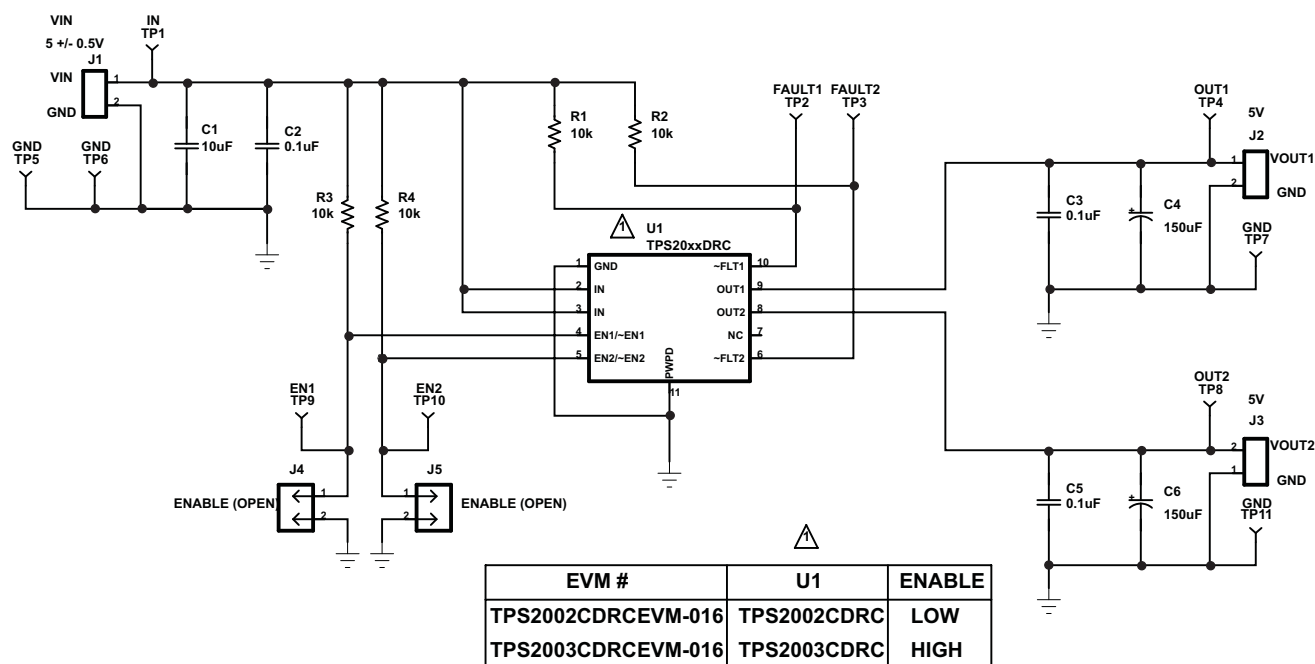 VIN
5 +/- 0.5V
J1
VIN
1
2
GND
IN
TP1
GND
TP5
GND
TP6
C1
10uF
C2
0.1uF
R3
10k
R4
10k
R1
10k
R2
10k
FAULT1
TP2
FAULT2
TP3
OUT1
TP4
5V
J2
1
VOUT1
2
GND
C3
0.1uF
+
C4
150uF
GND
TP7
1
U1
TPS20xxDRC
1
GND
2
IN
3
IN
4
EN1/~EN1
5
EN2/~EN2
~FLT1
10
OUT1
9
OUT2
8
NC
7
~FLT2
6
PWPD
11
EN1
TP9
EN2
TP10
J4
1
2
ENABLE (OPEN)
J5
1
2
ENABLE (OPEN)
OUT2
TP8
5V
J3
2
VOUT2
1
GND
C5
0.1uF
+
C6
150uF
GND
TP11
1
EVM # U1 ENABLE
TPS2002CDRCEVM-016 TPS2002CDRC LOW
TPS2003CDRCEVM-016 TPS2003CDRC HIGH